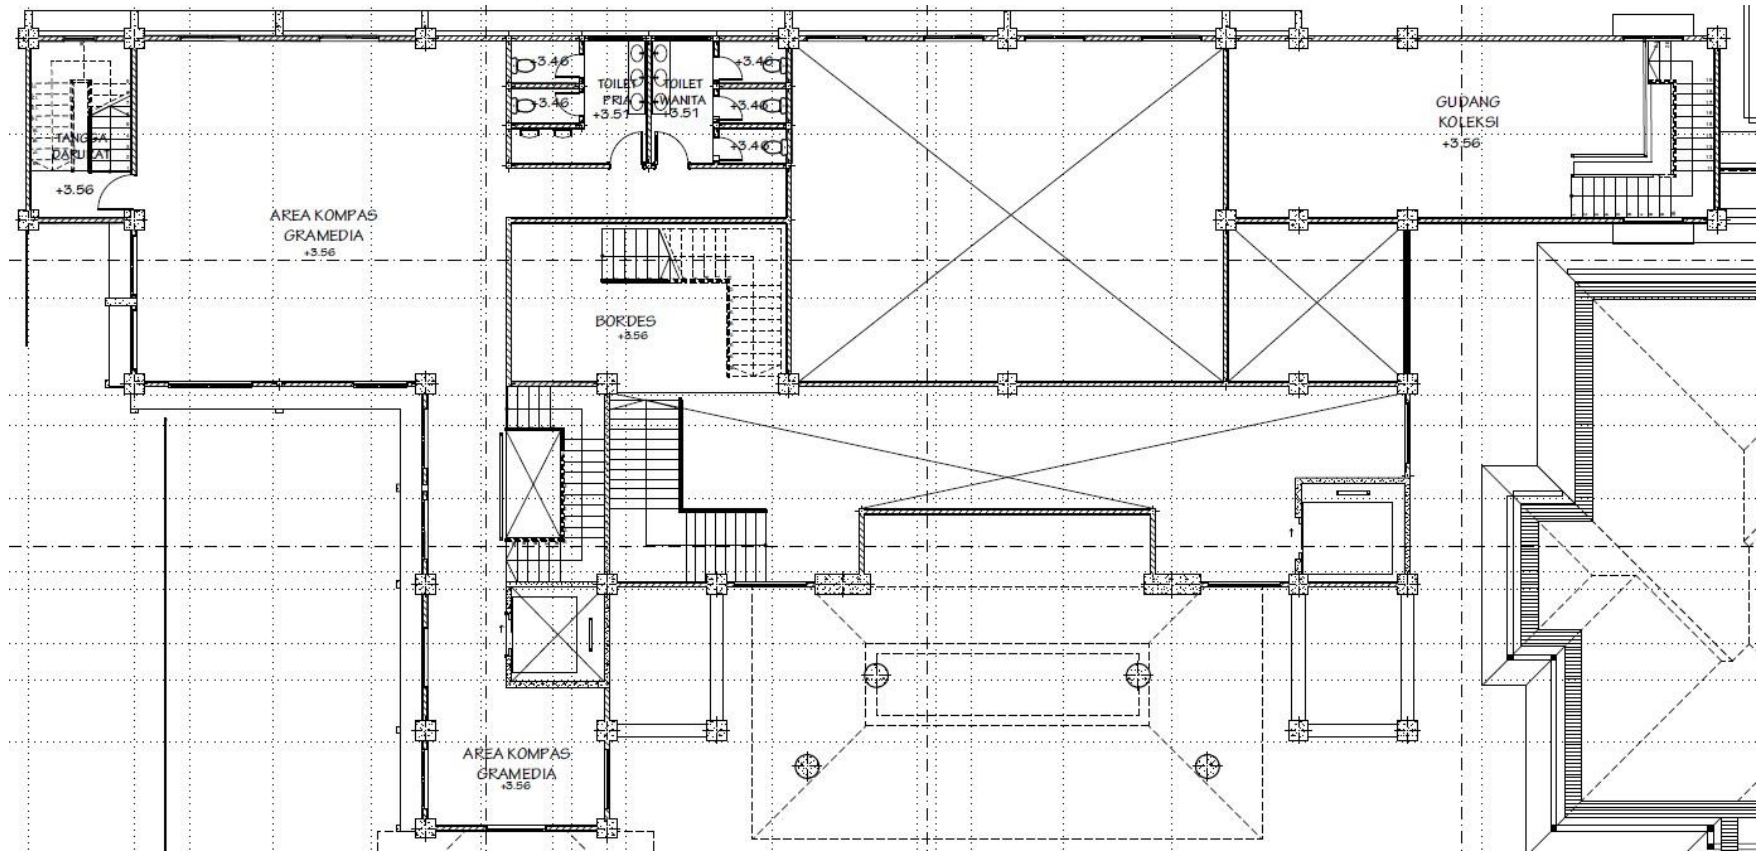 +3.46
+3.46
TOILET
PRIA
+3.51
TOILET
WANITA
+3.51
+3.46
+3.46
+3.46
GUDANG
KOLEKSI
+3.56
TANGGA
DARURAT
+3.56
AREA KOMPAS
GRAMEDIA
+3.56
BORDES
+3.56
AREA KOMPAS
GRAMEDIA
+3.56